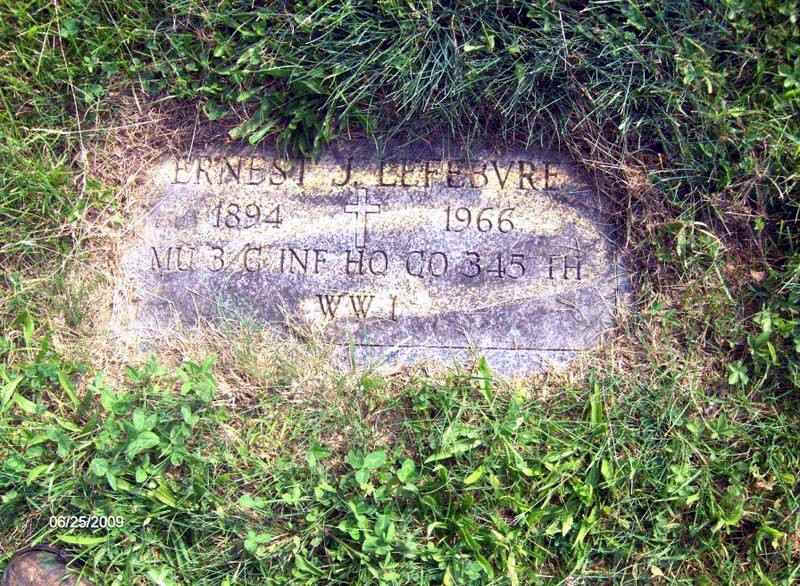 ERNEST J. LEFEBVRE
1894 1966
MU 3 C INF HQ CO 345 TH
WW I
06/25/2009